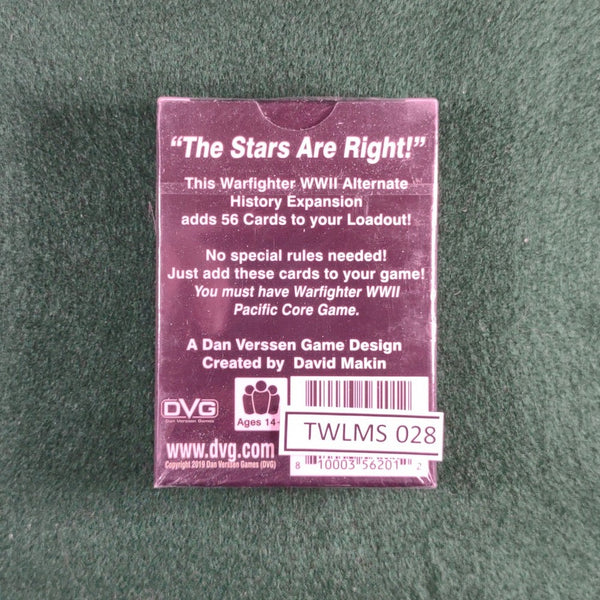 “The Stars Are Right!”
This Warfighter WWII Alternate
History Expansion
adds 56 Cards to your Loadout!
No special rules needed!
Just add these cards to your game!
You must have Warfighter WWII
Pacific Core Game.
A Dan Verssen Game Design
Created by David Makin
DVG
Dan Verssen Games
Ages 14+
TWLMS 028
www.dvg.com
Copyright 2019 Dan Verssen Games (DVG)
8 10003 56201 2